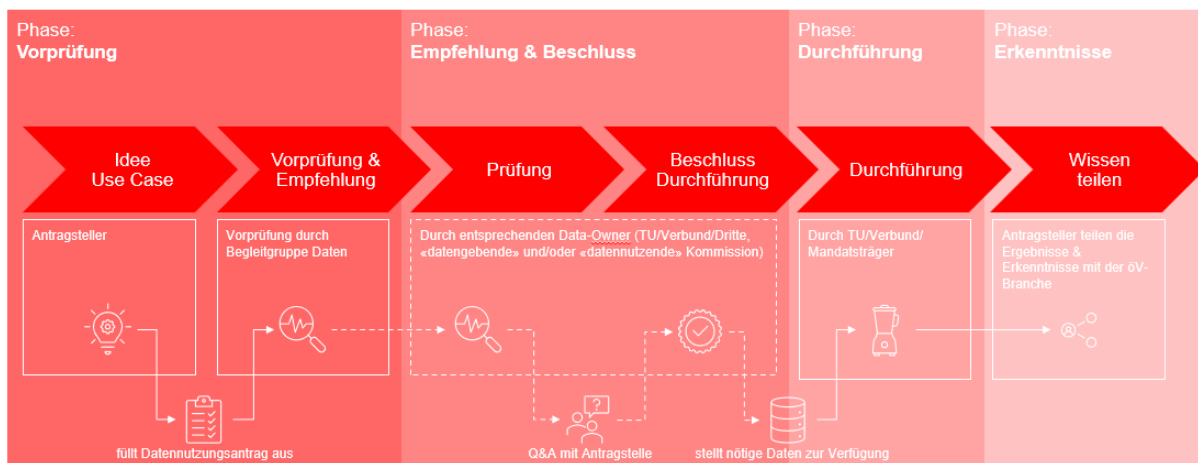 Phase:
Vorprüfung
Phase:
Empfehlung & Beschluss
Phase:
Durchführung
Phase:
Erkenntnisse
Idee
Use Case
Vorprüfung &
Empfehlung
Prüfung
Beschluss
Durchführung
Durchführung
Wissen
teilen
Antragsteller
Vorprüfung durch
Begleitgruppe Daten
Durch entsprechenden Data-Owner (TU/Verbund/Dritte,
«datengebende» und/oder «datennutzende» Kommission)
Durch TU/Verbund/
Mandatsträger
Antragsteller teilen die
Ergebnisse &
Erkenntnisse mit der öV-
Branche
?
füllt Datennutzungsantrag aus
Q&A mit Antragstelle
stellt nötige Daten zur Verfügung